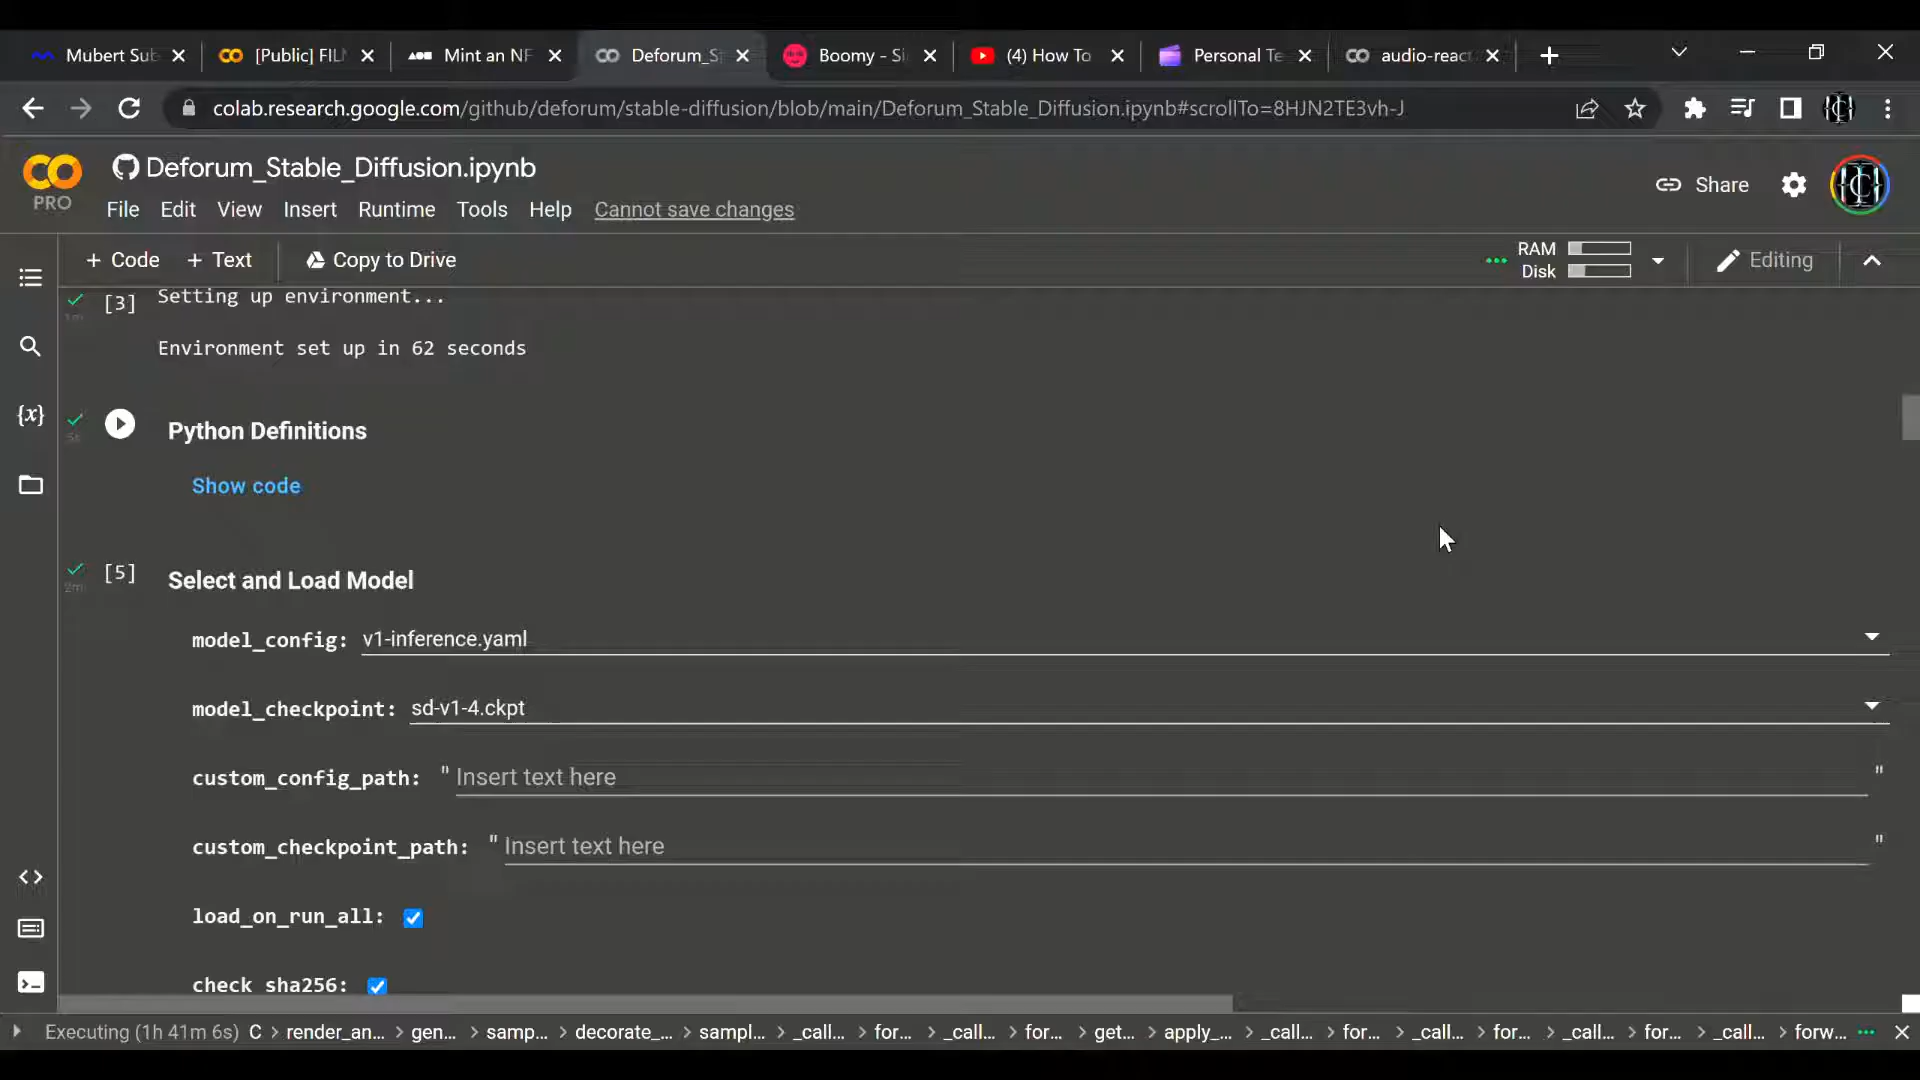 Mubert Sub
[Public] FIL
Mint an NF
Deforum_S
Boomy - Si
(4) How To
Personal Te
audio-react
colab.research.google.com/github/deforum/stable-diffusion/blob/main/Deforum_Stable_Diffusion.ipynb#scrollTo=8HJN2TE3vh-J
PRO
Deforum_Stable_Diffusion.ipynb
Share
File Edit View Insert Runtime Tools Help Cannot save changes
+ Code + Text Copy to Drive
RAM
Disk
Editing
[3] Setting up environment...
1m
Environment set up in 62 seconds
{x}
5s
Python Definitions
Show code
[5] Select and Load Model
2m
model_config: v1-inference.yaml
model_checkpoint: sd-v1-4.ckpt
custom_config_path: " Insert text here "
custom_checkpoint_path: " Insert text here "
load_on_run_all:
check_sha256:
Executing (1h 41m 6s) C > render_an... > gen... > samp... > decorate_... > sampl... > _call... > for... > _call... > for... > get... > apply_... > _call... > for... > _call... > for... > _call... > for... > _call... > forw... ...